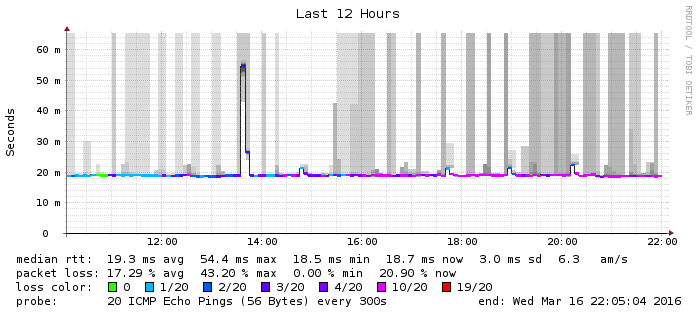 Last 12 Hours
RRDTOOL / TOBI OETIKER
Seconds
60 m
50 m
40 m
30 m
20 m
10 m
0
12:00 14:00 16:00 18:00 20:00 22:00
median rtt: 19.3 ms avg 54.4 ms max 18.5 ms min 18.7 ms now 3.0 ms sd 6.3 am/s
packet loss: 17.29 % avg 43.20 % max 0.00 % min 20.90 % now
loss color: 0 1/20 2/20 3/20 4/20 10/20 19/20
probe: 20 ICMP Echo Pings (56 Bytes) every 300s end: Wed Mar 16 22:05:04 2016